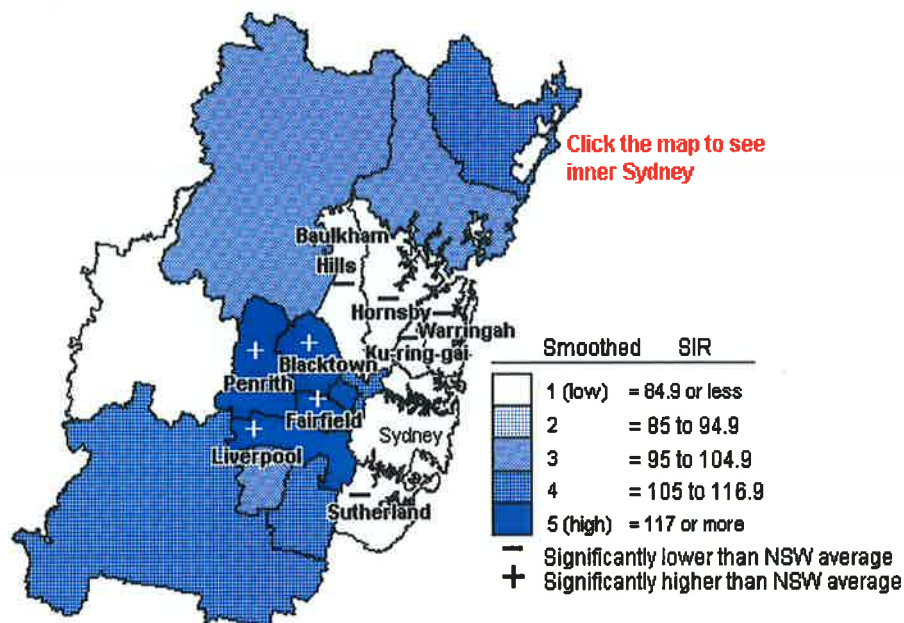 Click the map to see
inner Sydney
Baulkham
Hills
Hornsby
Warringah
Ku-ring-gai
Blacktown
Penrith
Fairfield
Sydney
Liverpool
Sutherland
Smoothed SIR
1 (low) = 84.9 or less
2 = 85 to 94.9
3 = 95 to 104.9
4 = 105 to 116.9
5 (high) = 117 or more
− Significantly lower than NSW average
+ Significantly higher than NSW average